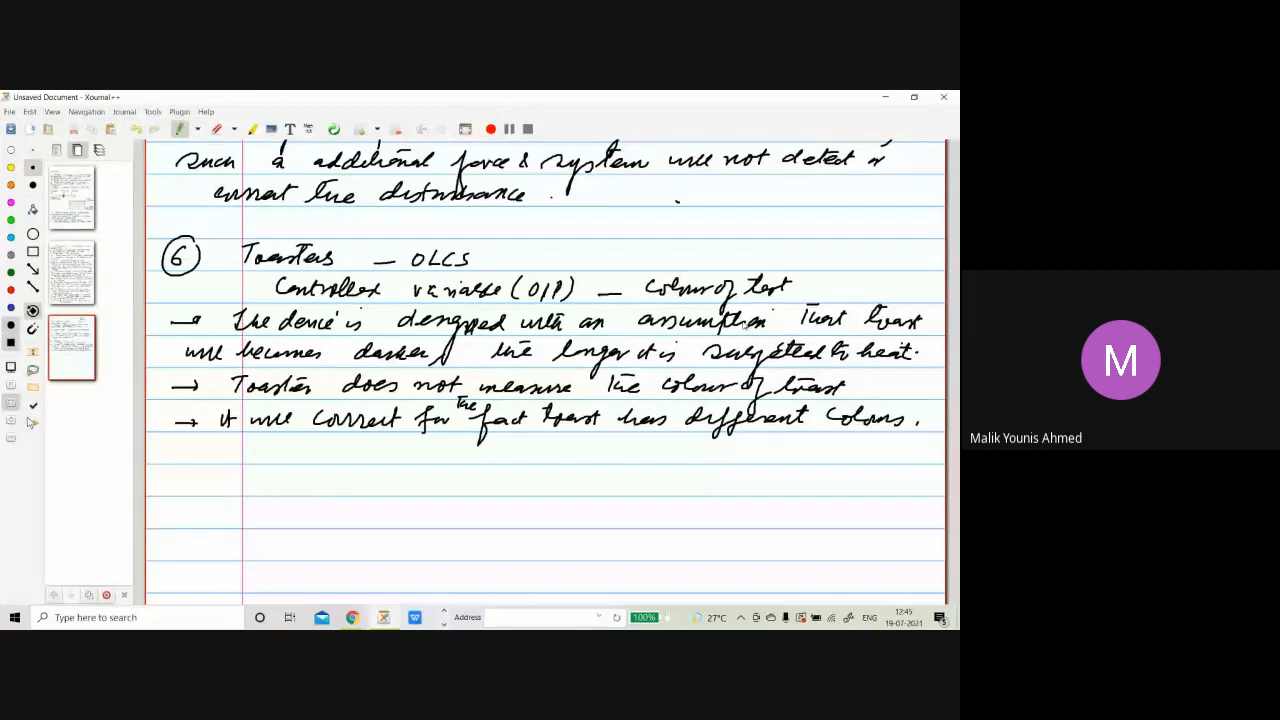 Unsaved Document - Xournal++
File Edit View Navigation Journal Tools Plugin Help
such a additional force & system will not detect or
correct the disturbance.
6 Toasters - OLCS
Controlled variable (O/P) - Colour of tost
→ The device is designed with an assumption that toast
will becomes darker, the longer it is subjected to heat.
→ Toaster does not measure the colour of toast
→ it will correct for the fact toast has different colours.
M
Malik Younis Ahmed
Type here to search
Address
100%
27°C
ENG
12:45
19-07-2021
5